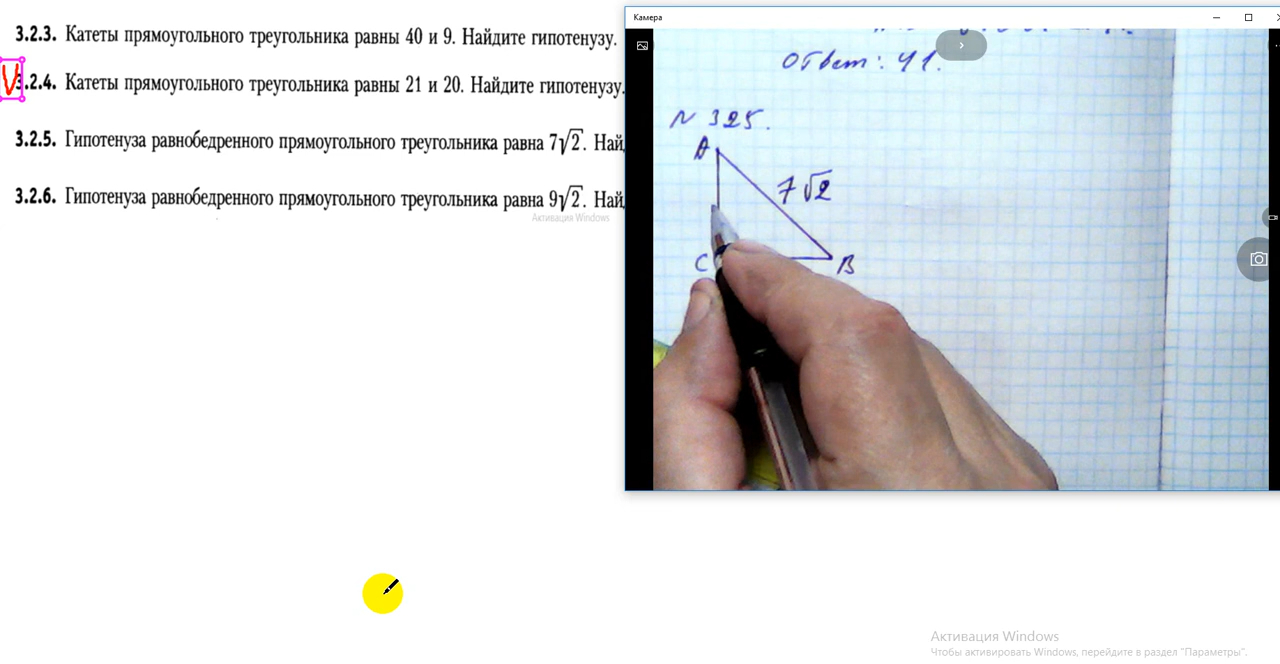 3.2.3. Катеты прямоугольного треугольника равны 40 и 9. Найдите гипотенузу.
V
3.2.4. Катеты прямоугольного треугольника равны 21 и 20. Найдите гипотенузу.
3.2.5. Гипотенуза равнобедренного прямоугольного треугольника равна 7√2. Най
3.2.6. Гипотенуза равнобедренного прямоугольного треугольника равна 9√2. Най
Активация Windows
Камера
Ответ: 41.
N 325.
A
7√2
C B
Активация Windows
Чтобы активировать Windows, перейдите в раздел "Параметры".